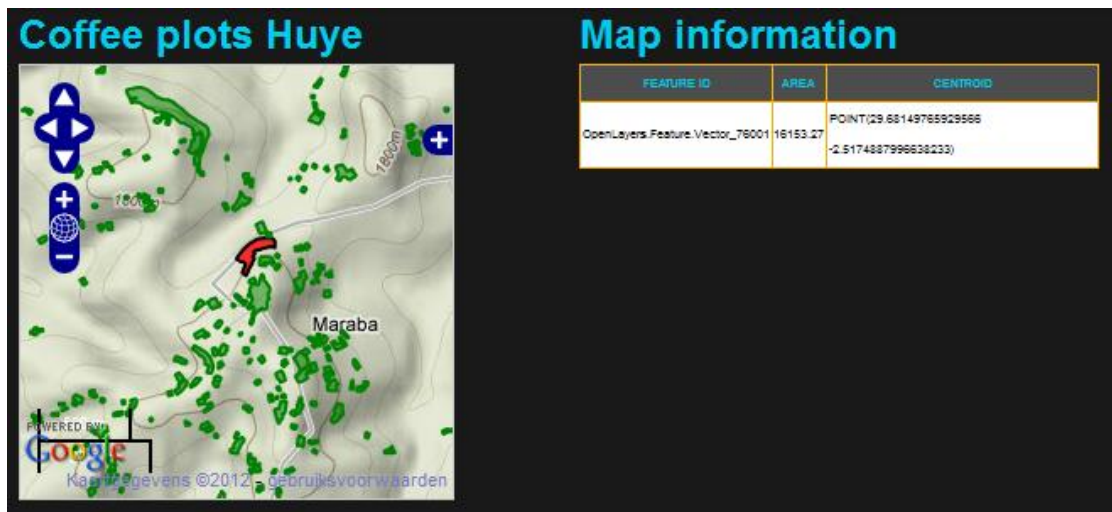 Coffee plots Huye
Map information
FEATURE ID AREA CENTROID
OpenLayers.Feature.Vector_76001 16153.27 POINT(29.68149765929566
-2.5174887996638233)
1800m
Maraba
POWERED BY
Google
Kaartgegevens ©2012 - gebruiksvoorwaarden